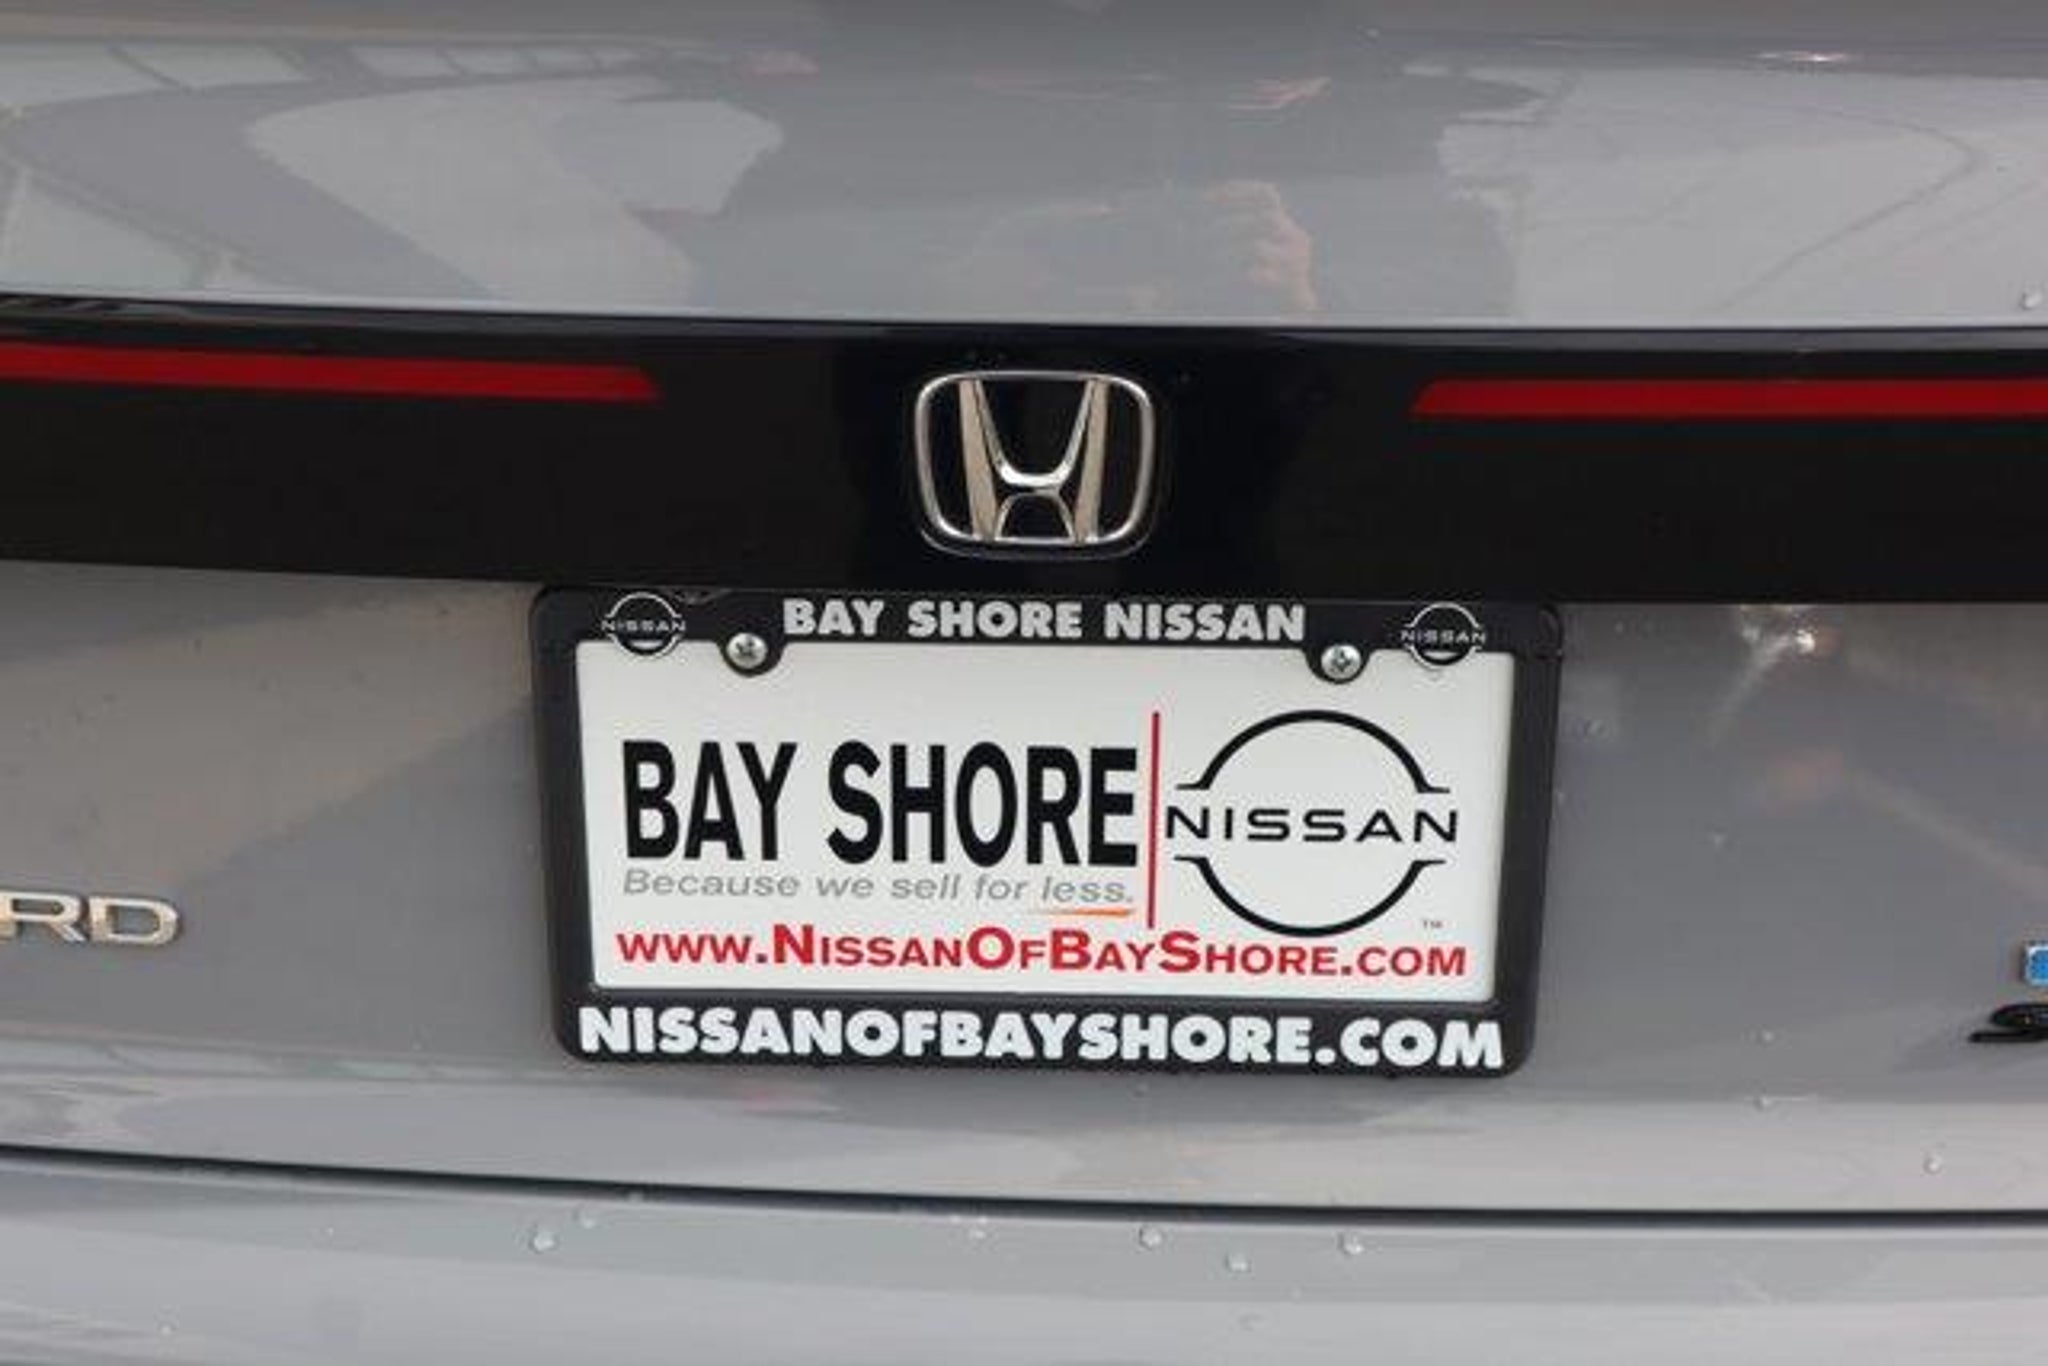 NISSAN BAY SHORE NISSAN NISSAN
BAY SHORE NISSAN
Because we sell for less.
TM
www.NissanOfBayShore.com
NISSANOFBAYSHORE.COM
RD
S